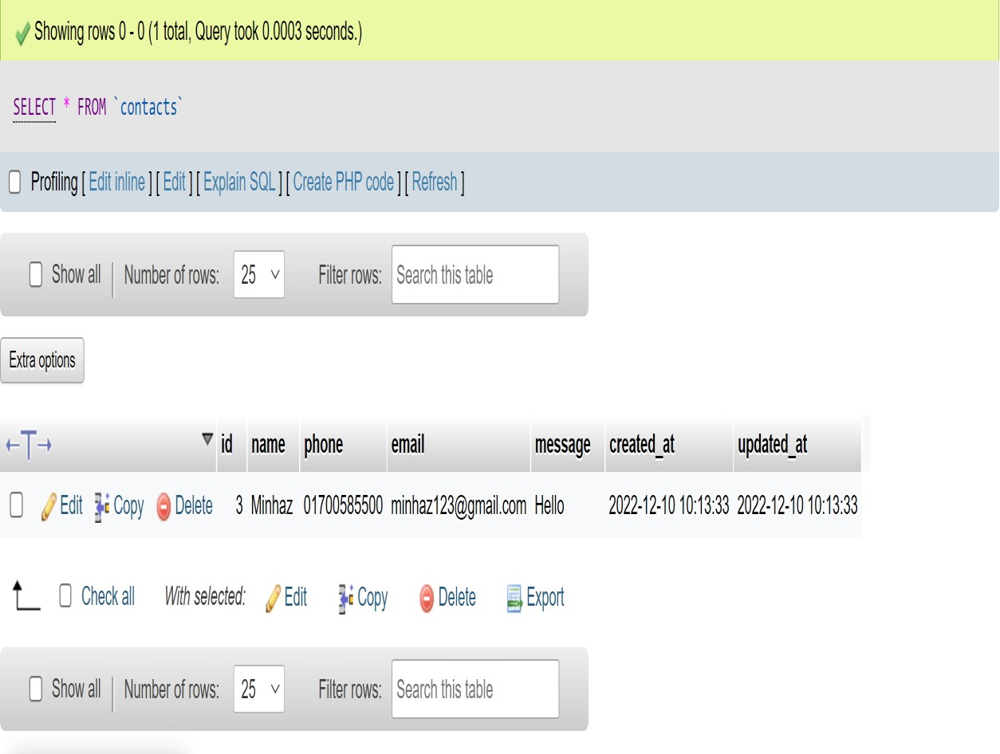 Showing rows 0 - 0 (1 total, Query took 0.0003 seconds.)
SELECT * FROM `contacts`
Profiling [ Edit inline ] [ Edit ] [ Explain SQL ] [ Create PHP code ] [ Refresh ]
Show all | Number of rows: 25 Filter rows: Search this table
Extra options
←T→ id name phone email message created_at updated_at
Edit Copy Delete 3 Minhaz 01700585500 minhaz123@gmail.com Hello 2022-12-10 10:13:33 2022-12-10 10:13:33
Check all With selected: Edit Copy Delete Export
Show all | Number of rows: 25 Filter rows: Search this table